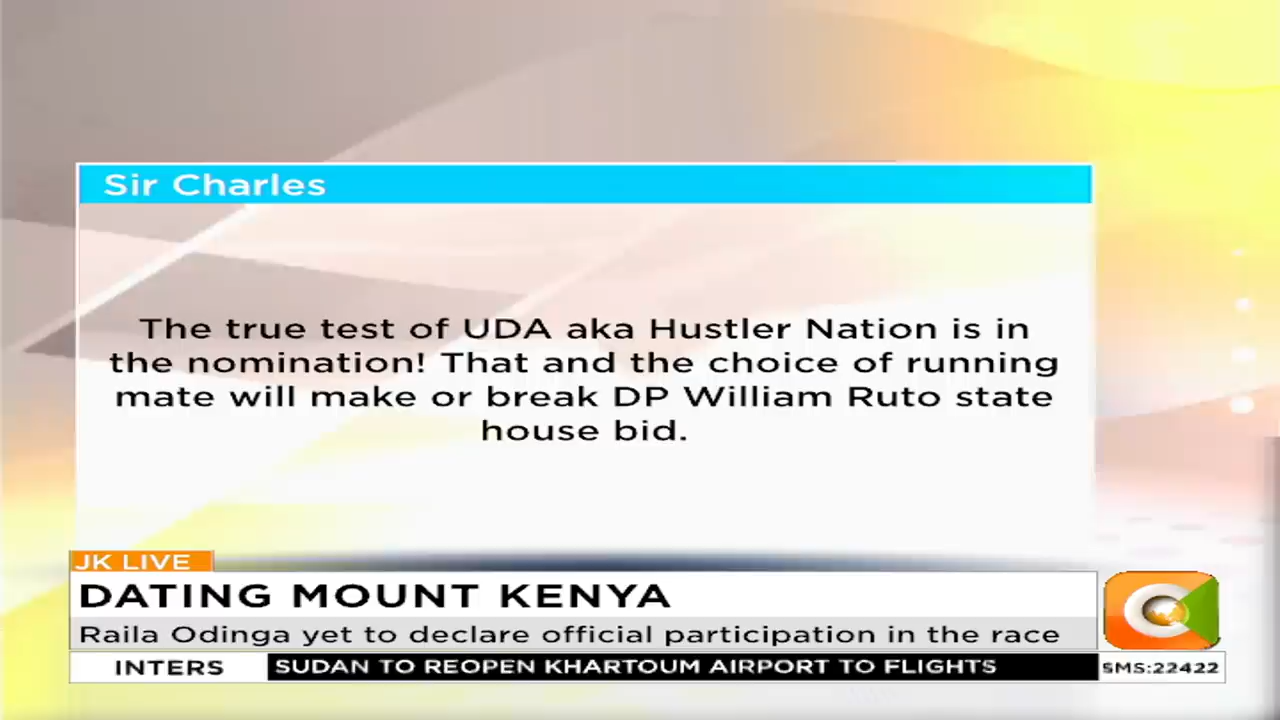 Sir Charles
The true test of UDA aka Hustler Nation is in
the nomination! That and the choice of running
mate will make or break DP William Ruto state
house bid.
JK LIVE
DATING MOUNT KENYA
Raila Odinga yet to declare official participation in the race
INTERS
SUDAN TO REOPEN KHARTOUM AIRPORT TO FLIGHTS
SMS:22422